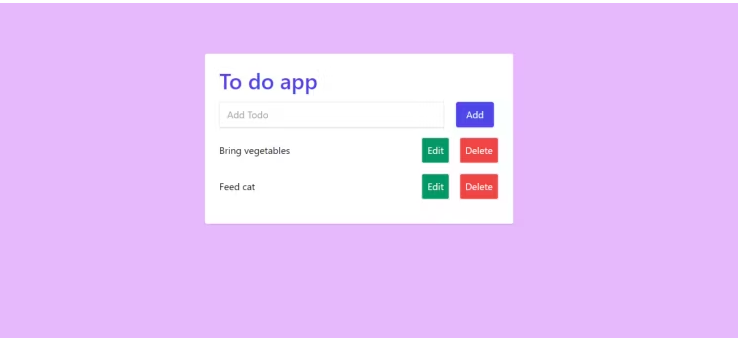 To do app
Add Todo Add
Bring vegetables Edit Delete
Feed cat Edit Delete